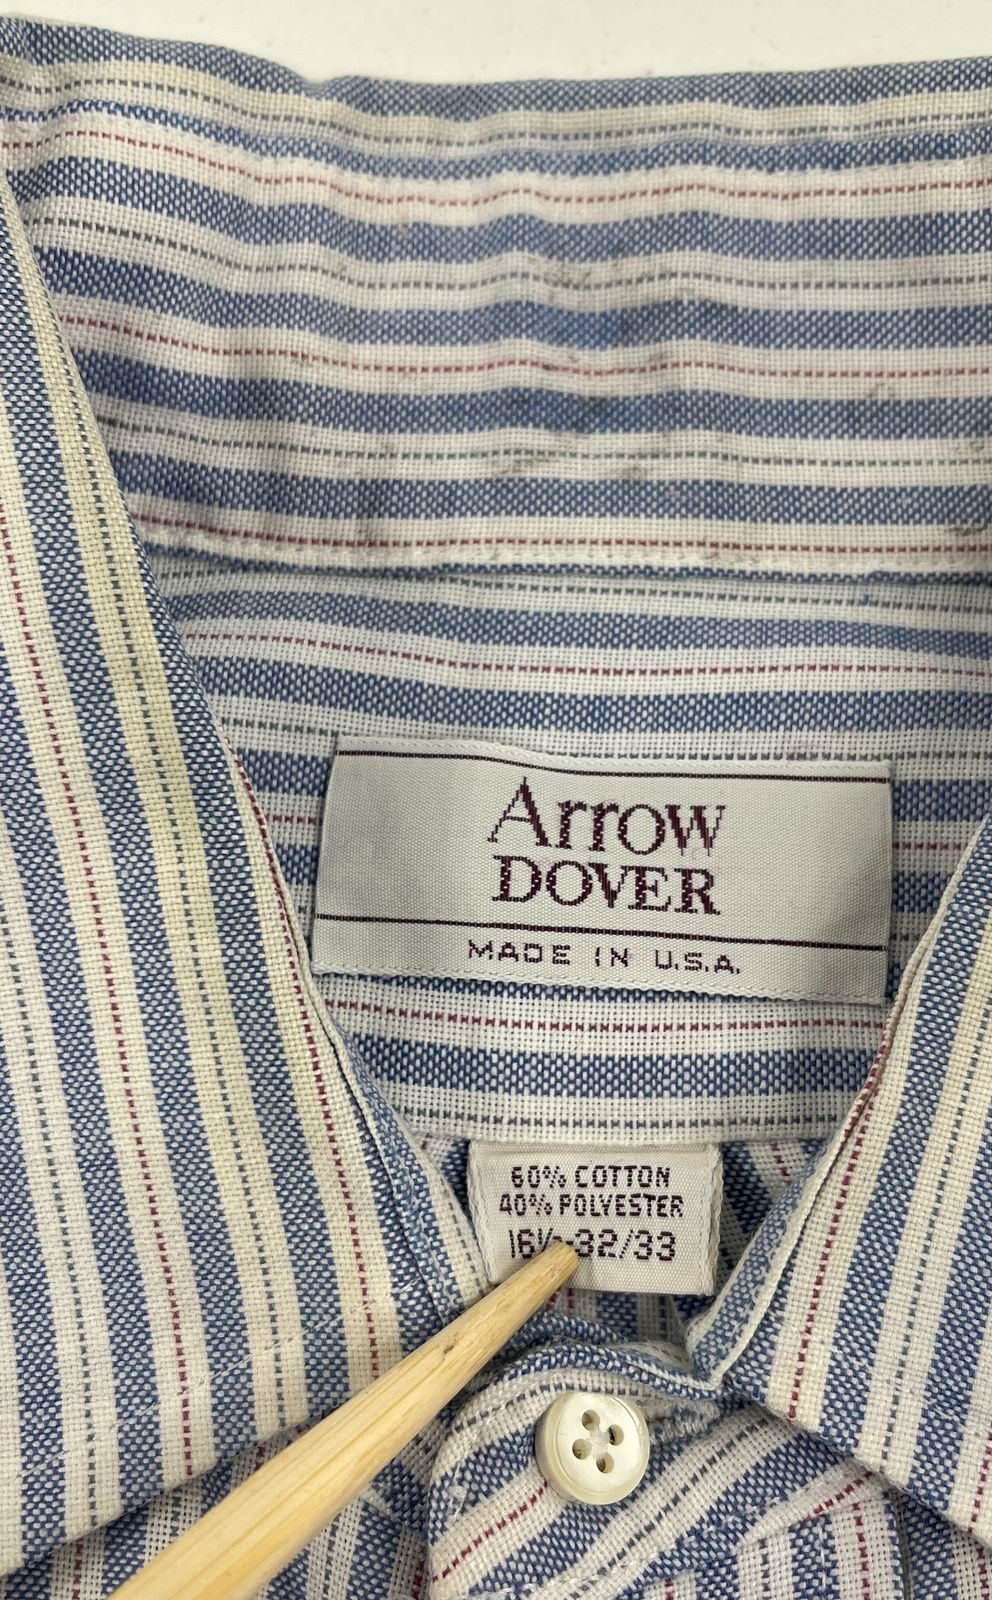 Arrow
DOVER
MADE IN U.S.A.
60% COTTON
40% POLYESTER
16½-32/33